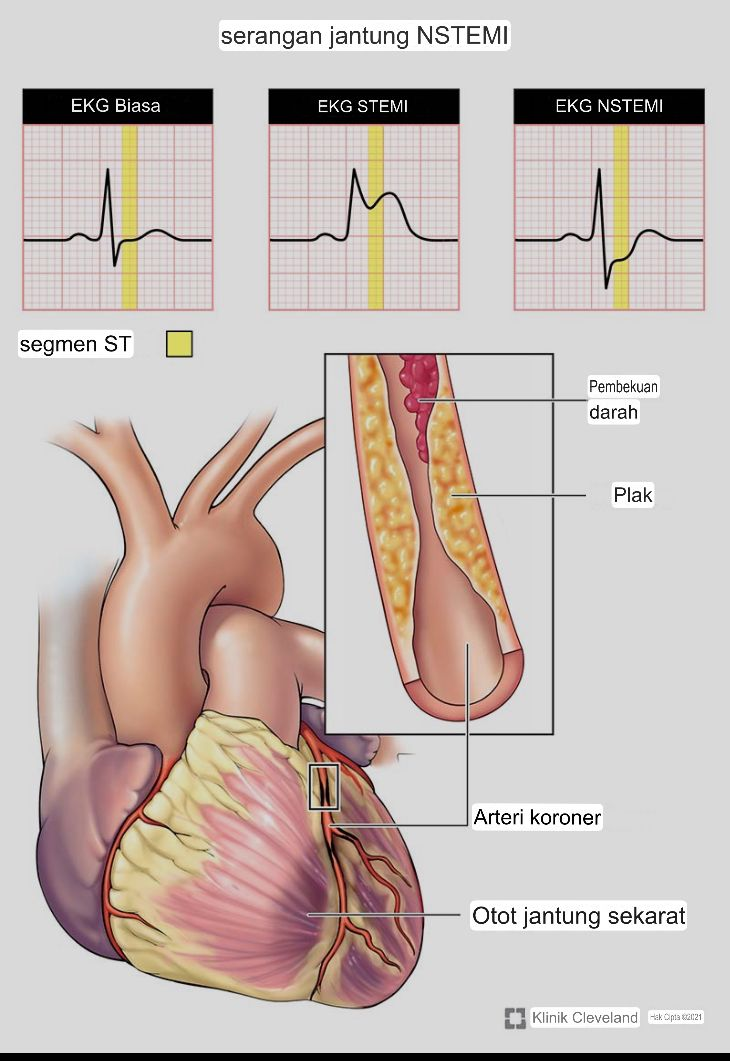 serangan jantung NSTEMI
EKG Biasa
EKG STEMI
EKG NSTEMI
segmen ST
Pembekuan
darah
Plak
Arteri koroner
Otot jantung sekarat
Klinik Cleveland
Hak Cipta ©2021